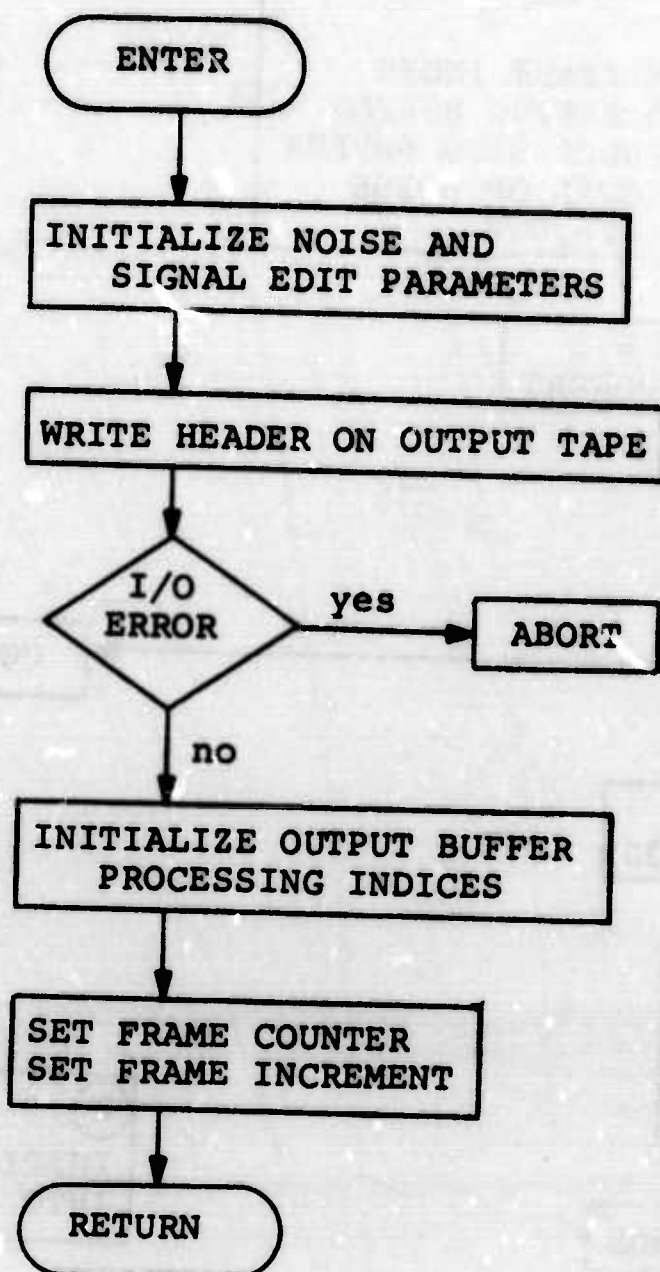 ENTER
INITIALIZE NOISE AND
SIGNAL EDIT PARAMETERS
WRITE HEADER ON OUTPUT TAPE
I/O
ERROR
yes
ABORT
no
INITIALIZE OUTPUT BUFFER
PROCESSING INDICES
SET FRAME COUNTER
SET FRAME INCREMENT
RETURN